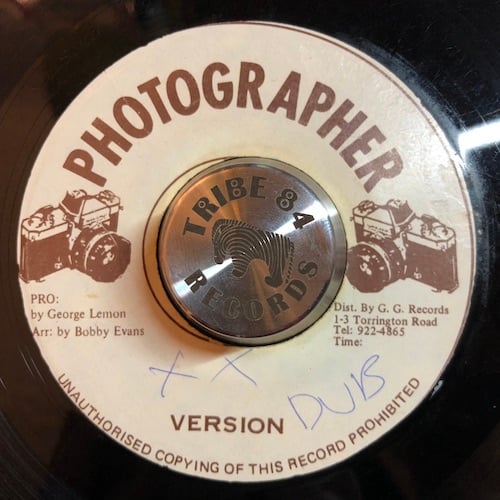 PHOTOGRAPHER
TRIBE 84
RECORDS
PRO:
by George Lemon
Arr: by Bobby Evans
Dist. By G. G. Records
1-3 Torrington Road
Tel: 922-4865
Time:
XX
DUB
VERSION
UNAUTHORISED COPYING OF THIS RECORD PROHIBITED